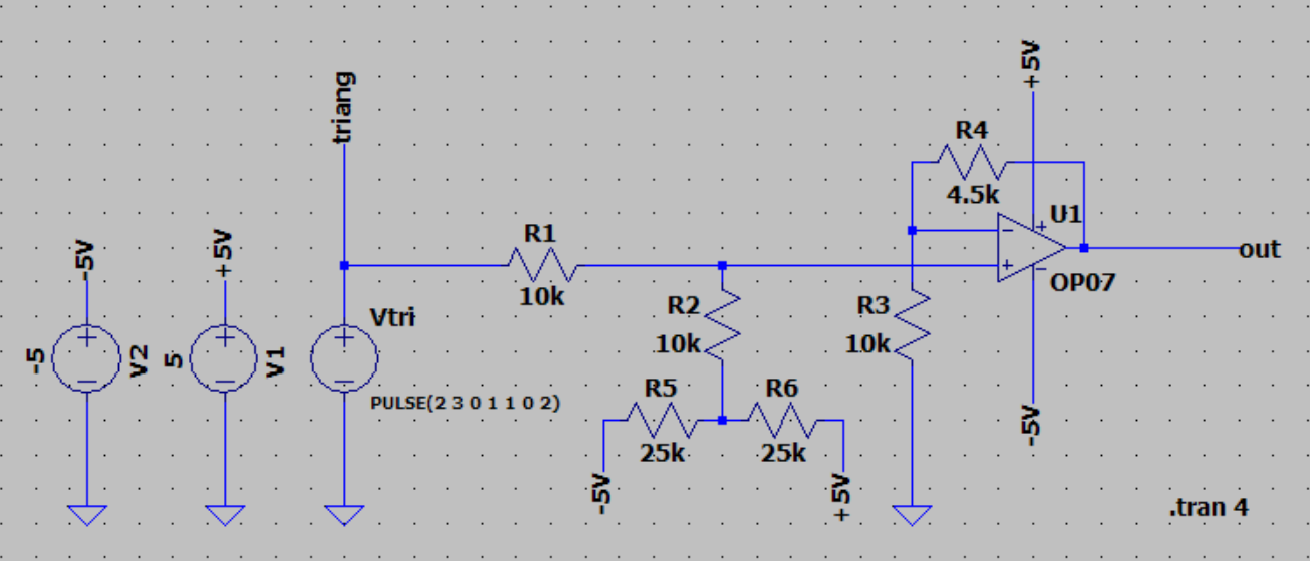 triang
+5V
R4
4.5k
U1
+
−
+
−
OP07
out
R1
10k
-5V
+5V
Vtri
R2
10k
R3
10k
-5
+
−
V2
5
+
−
V1
+
−
PULSE(2 3 0 1 1 0 2)
R5
25k
R6
25k
-5V
-5V
+5V
.tran 4